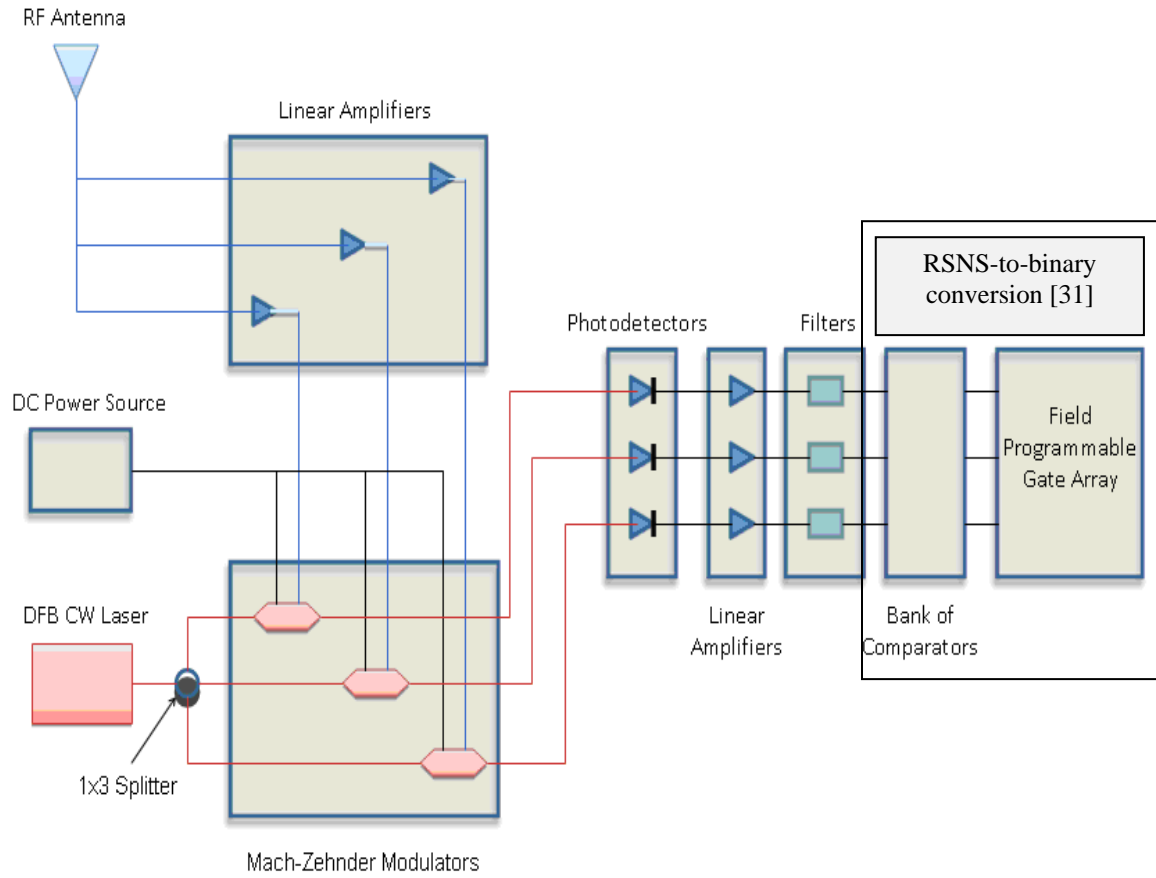 RF Antenna
Linear Amplifiers
RSNS-to-binary
conversion [31]
Photodetectors
Filters
DC Power Source
Field
Programmable
Gate Array
DFB CW Laser
Linear
Amplifiers
Bank of
Comparators
1x3 Splitter
Mach-Zehnder Modulators